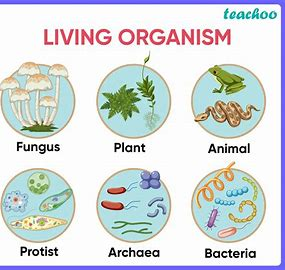 teachoo
LIVING ORGANISM
Fungus Plant Animal
Protist Archaea Bacteria